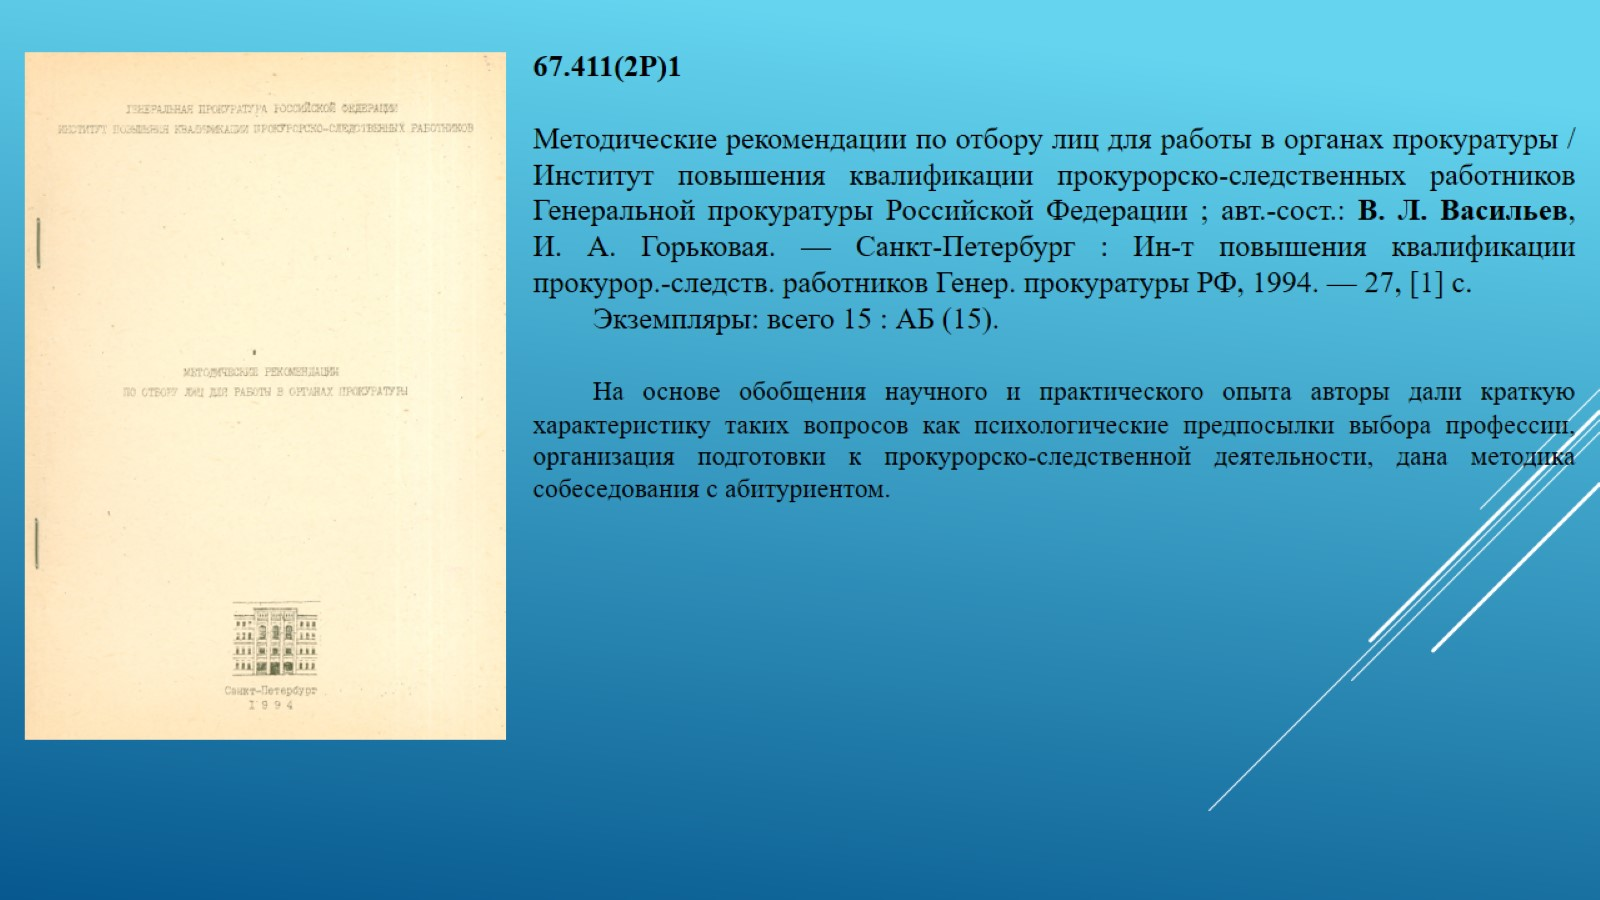 ГЕНЕРАЛЬНАЯ ПРОКУРАТУРА РОССИЙСКОЙ ФЕДЕРАЦИИ
ИНСТИТУТ ПОВЫШЕНИЯ КВАЛИФИКАЦИИ ПРОКУРОРСКО-СЛЕДСТВЕННЫХ РАБОТНИКОВ
МЕТОДИЧЕСКИЕ РЕКОМЕНДАЦИИ
ПО ОТБОРУ ЛИЦ ДЛЯ РАБОТЫ В ОРГАНАХ ПРОКУРАТУРЫ
Санкт-Петербург
1994
67.411(2Р)1
Методические рекомендации по отбору лиц для работы в органах прокуратуры /
Институт повышения квалификации прокурорско-следственных работников
Генеральной прокуратуры Российской Федерации ; авт.-сост.: В. Л. Васильев,
И. А. Горьковая. — Санкт-Петербург : Ин-т повышения квалификации
прокурор.-следств. работников Генер. прокуратуры РФ, 1994. — 27, [1] с.
Экземпляры: всего 15 : АБ (15).
На основе обобщения научного и практического опыта авторы дали краткую
характеристику таких вопросов как психологические предпосылки выбора профессии,
организация подготовки к прокурорско-следственной деятельности, дана методика
собеседования с абитуриентом.